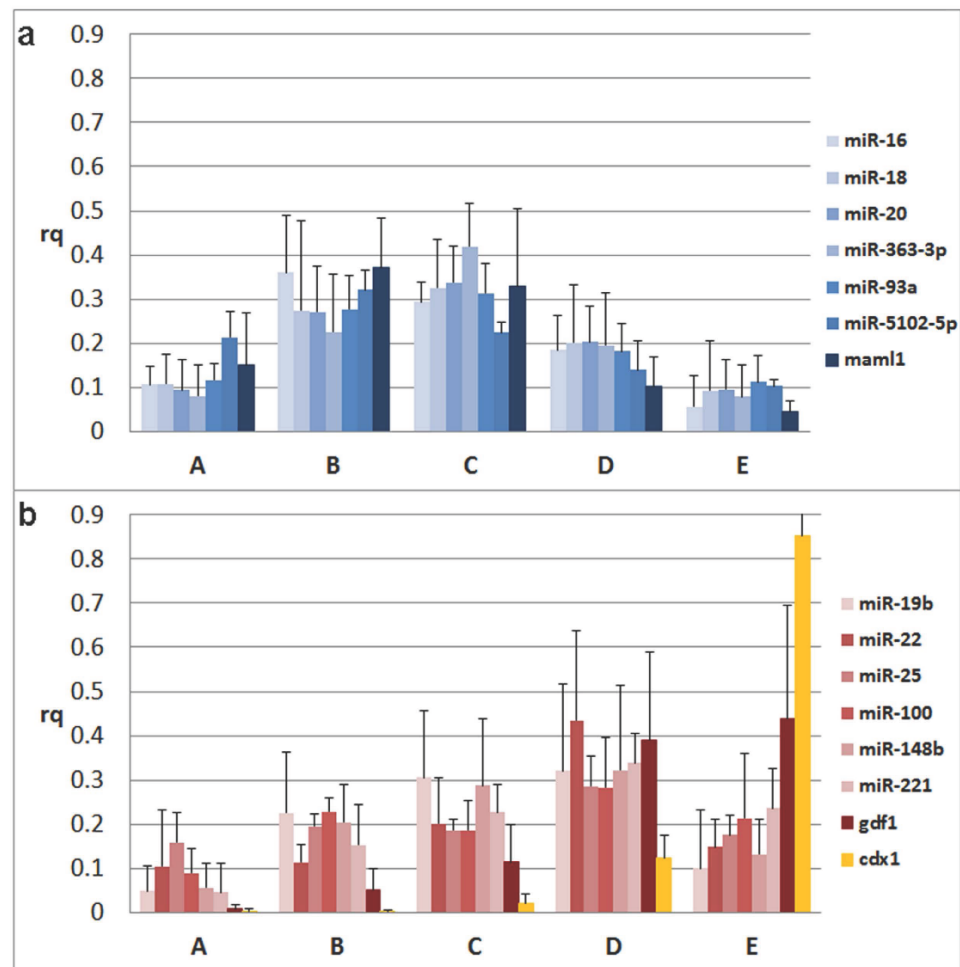 a
0.9
0.8
0.7
0.6
0.5
rq
0.4
0.3
0.2
0.1
0
A B C D E
miR-16
miR-18
miR-20
miR-363-3p
miR-93a
miR-5102-5p
maml1
b
0.9
0.8
0.7
0.6
0.5
rq
0.4
0.3
0.2
0.1
0
A B C D E
miR-19b
miR-22
miR-25
miR-100
miR-148b
miR-221
gdf1
cdx1